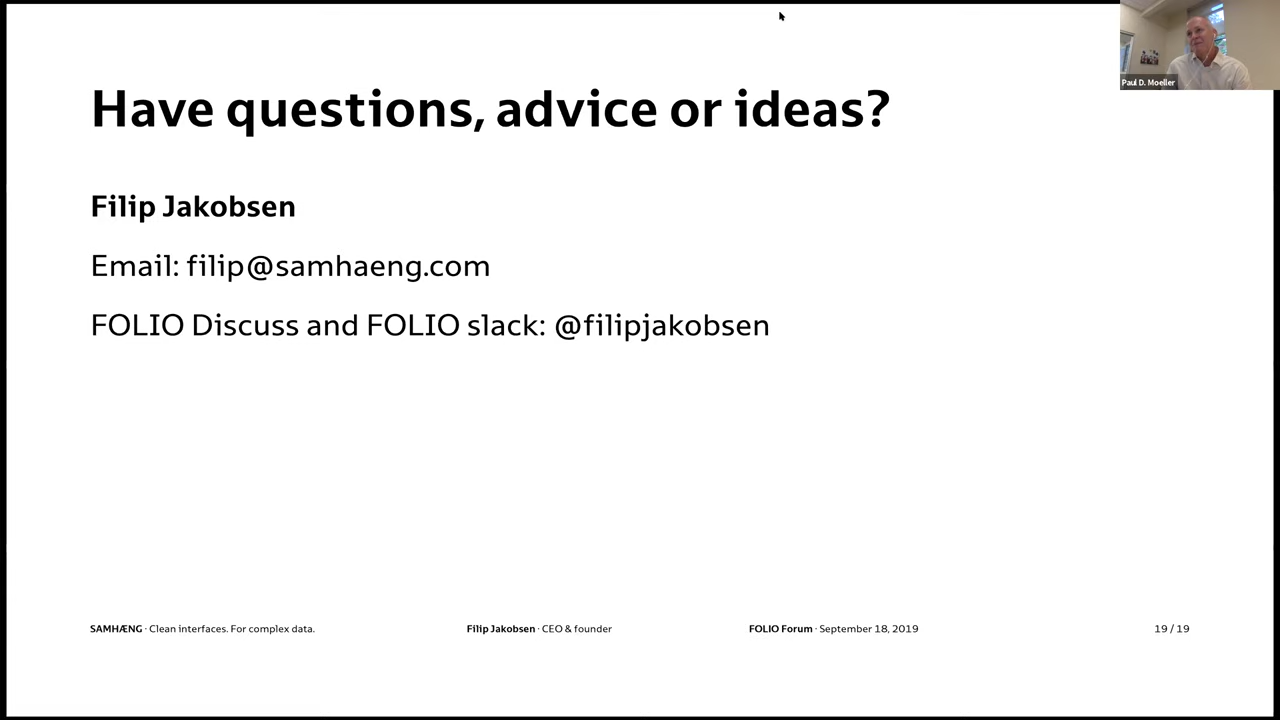 Have questions, advice or ideas?
Paul D. Moeller
Filip Jakobsen
Email: filip@samhaeng.com
FOLIO Discuss and FOLIO slack: @filipjakobsen
SAMHÆNG · Clean interfaces. For complex data.
Filip Jakobsen · CEO & founder
FOLIO Forum · September 18, 2019
19 / 19